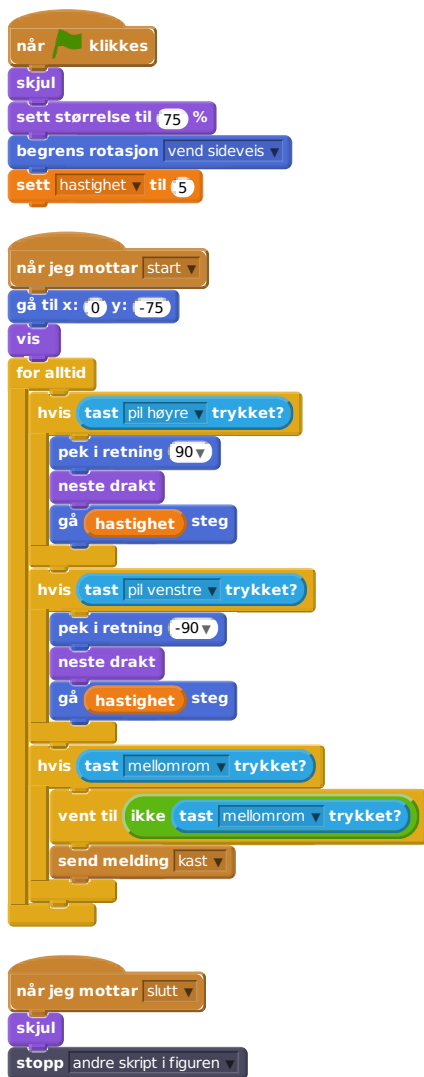 når klikkes
skjul
sett størrelse til 75 %
begrens rotasjon vend sideveis
sett hastighet til 5
når jeg mottar start
gå til x: 0 y: -75
vis
for alltid
hvis tast pil høyre trykket?
pek i retning 90
neste drakt
gå hastighet steg
hvis tast pil venstre trykket?
pek i retning -90
neste drakt
gå hastighet steg
hvis tast mellomrom trykket?
vent til ikke tast mellomrom trykket?
send melding kast
når jeg mottar slutt
skjul
stopp andre skript i figuren